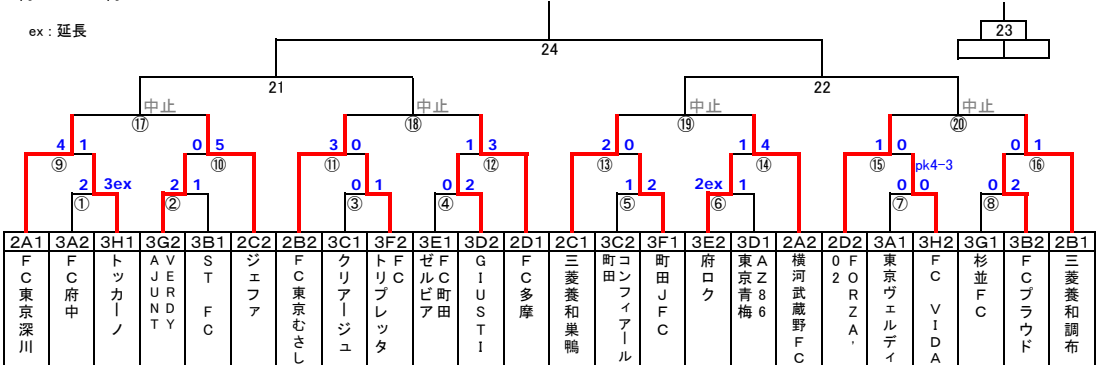 ex：延長
23
24
21
22
中止
中止
中止
中止
⑰
⑱
⑲
⑳
4 1
0 5
3 0
1 3
2 0
1 4
1 0
0 1
⑨
⑩
⑪
⑫
⑬
⑭
⑮
⑯
pk4-3
2 3ex
2 1
0 1
0 2
1 2
2ex 1
0 0
0 2
①
②
③
④
⑤
⑥
⑦
⑧
2A1 3A2 3H1 3G2 3B1 2C2 2B2 3C1 3F2 3E1 3D2 2D1 2C1 3C2 3F1 3E2 3D1 2A2 2D2 3A1 3H2 3G1 3B2 2B1
FC東京深川
FC府中
トッカーノ
VERDY
AJUNT
ST FC
ジェファ
FC東京むさし
クリアージュ
FC
トリプレッタ
FC町田
ゼルビア
GIUSTI
FC多摩
三菱養和巣鴨
コンフィアール
町田
町田JFC
府ロク
AZ86
東京青梅
横河武蔵野FC
FORZA'
02
東京ヴェルディ
FC VIDA
杉並FC
FCプラウド
三菱養和調布